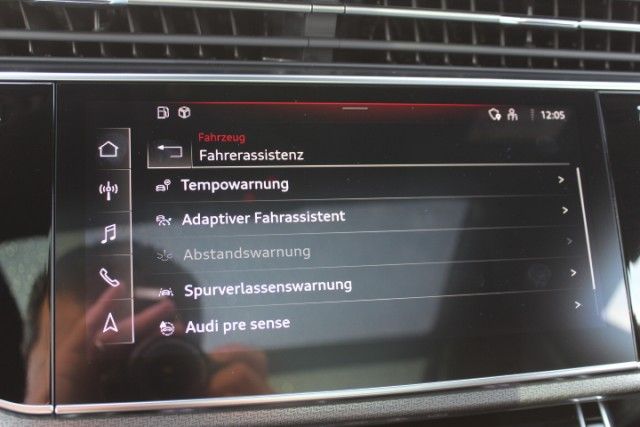 12:05
Fahrzeug
Fahrerassistenz
Tempowarnung
Adaptiver Fahrassistent
Abstandswarnung
Spurverlassenswarnung
Audi pre sense